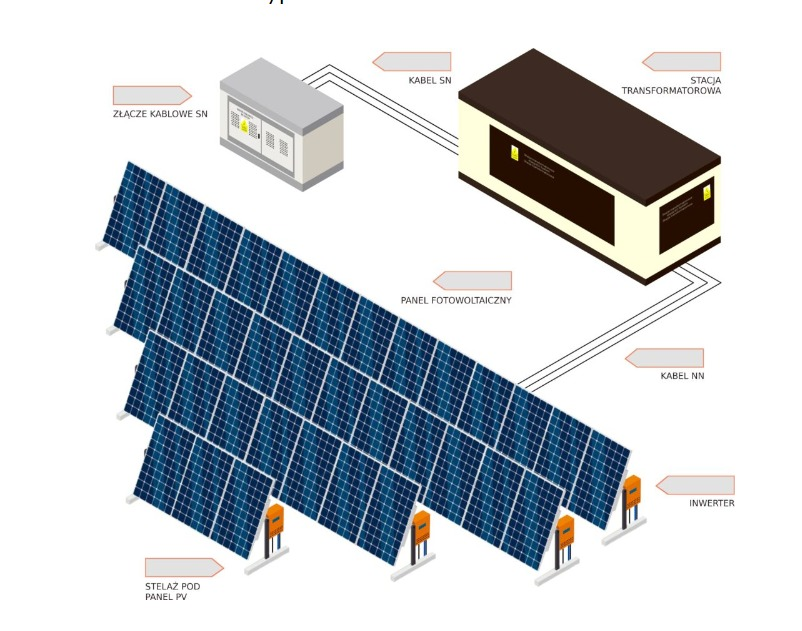 KABEL SN
STACJA
TRANSFORMATOROWA
ZŁĄCZE KABLOWE SN
PANEL FOTOWOLTAICZNY
KABEL NN
INWERTER
STELAŻ POD
PANEL PV